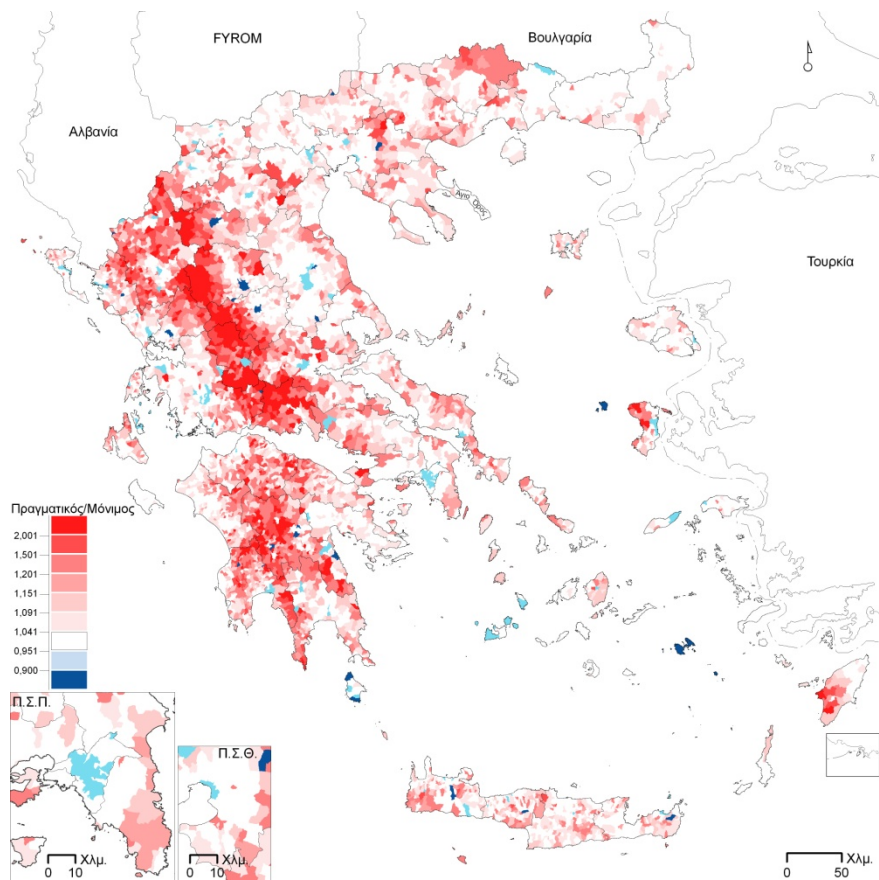 FYROM
Βουλγαρία
Αλβανία
Άγιο Όρος
Τουρκία
Πραγματικός/Μόνιμος
2,001
1,501
1,201
1,151
1,091
1,041
0,951
0,900
Π.Σ.Π.
Π.Σ.Θ.
0 10 Χλμ.
0 10 Χλμ.
0 50 Χλμ.